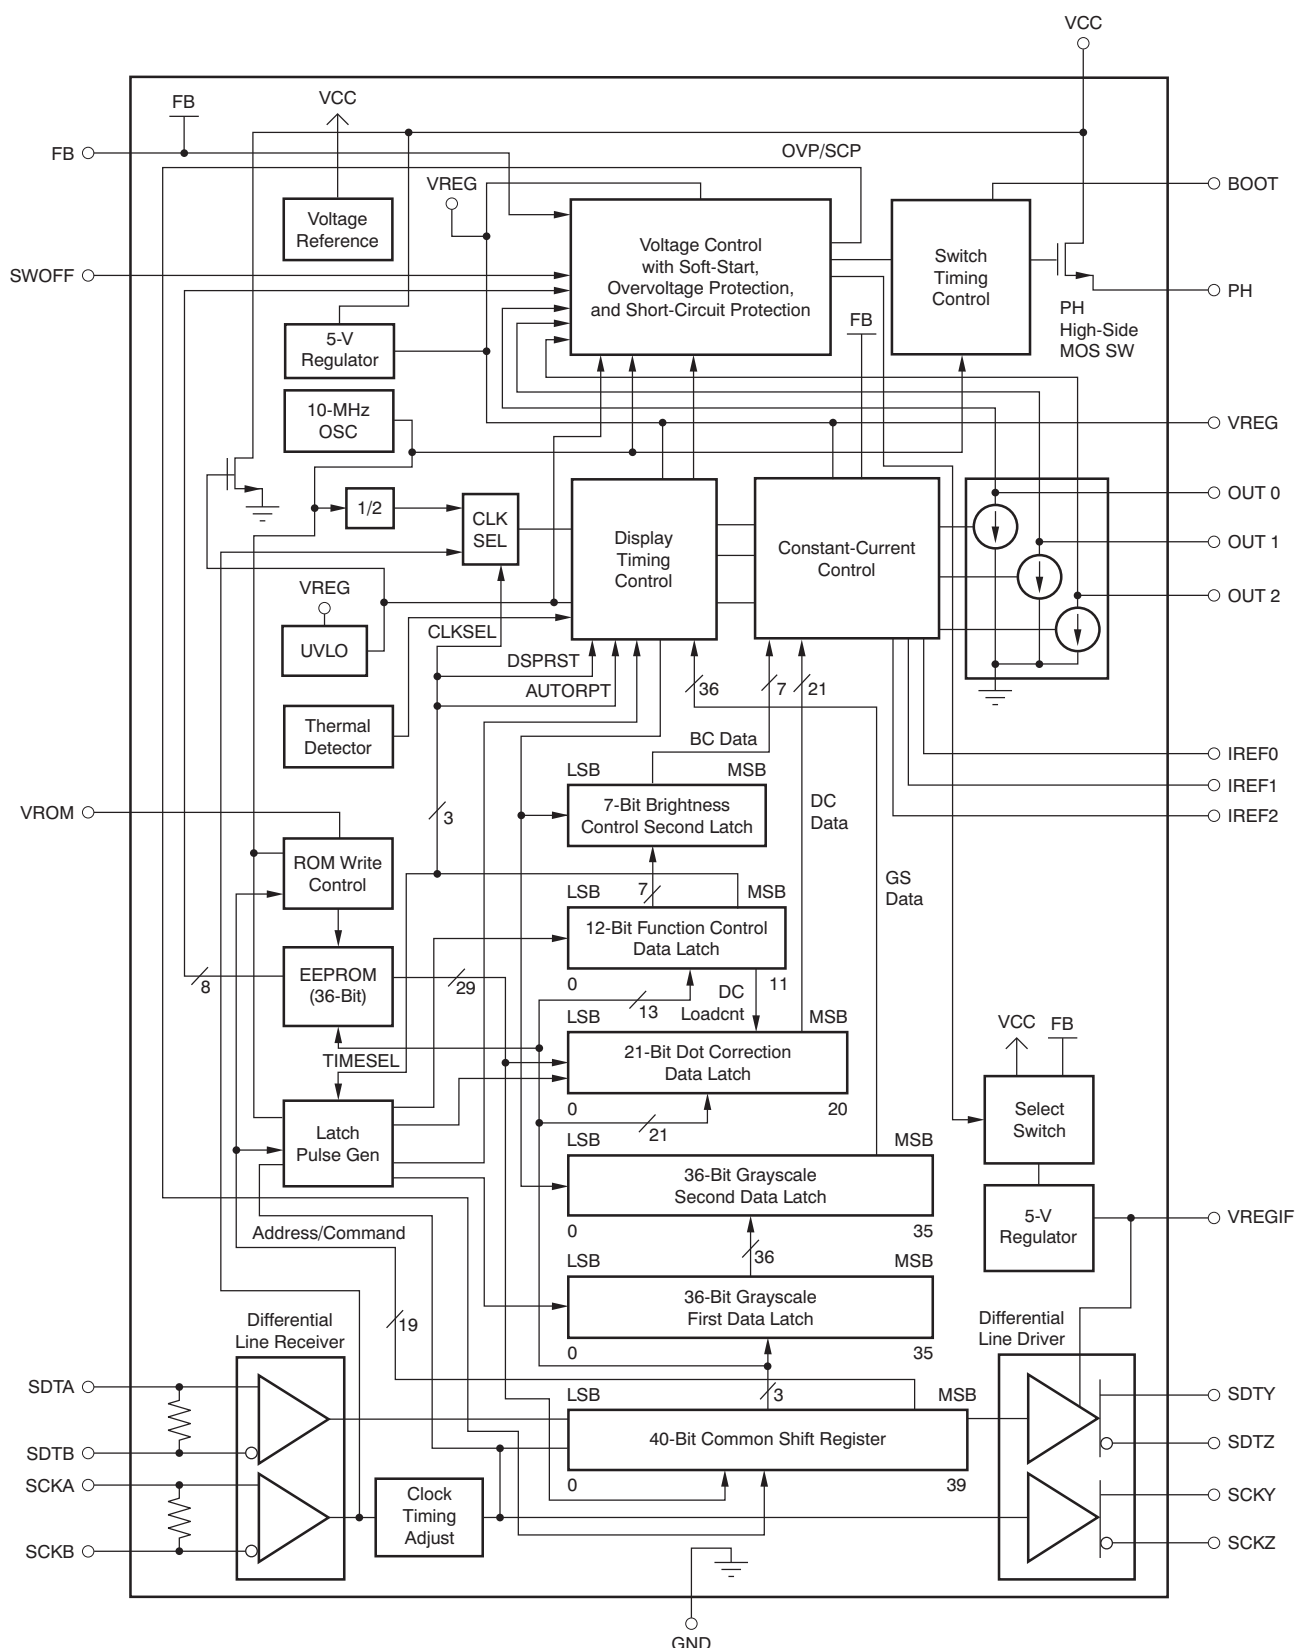 VCC
FB
VCC
FB
OVP/SCP
VREG
BOOT
Voltage
Reference
Voltage Control
with Soft-Start,
Overvoltage Protection,
and Short-Circuit Protection
Switch
Timing
Control
SWOFF
PH
PH
High-Side
MOS SW
FB
5-V
Regulator
10-MHz
OSC
VREG
1/2
CLK
SEL
Display
Timing
Control
Constant-Current
Control
OUT 0
OUT 1
OUT 2
VREG
UVLO
CLKSEL
DSPRST
AUTORPT
36
7
21
Thermal
Detector
BC Data
IREF0
IREF1
IREF2
LSB
MSB
7-Bit Brightness
Control Second Latch
DC
Data
VROM
3
ROM Write
Control
7
LSB
MSB
GS
Data
12-Bit Function Control
Data Latch
0
11
EEPROM
(36-Bit)
8
29
13
DC
Loadcnt
LSB
MSB
VCC
FB
TIMESEL
21-Bit Dot Correction
Data Latch
0
20
Select
Switch
Latch
Pulse Gen
21
LSB
MSB
36-Bit Grayscale
Second Data Latch
0
35
5-V
Regulator
VREGIF
Address/Command
36
LSB
MSB
36-Bit Grayscale
First Data Latch
0
35
Differential
Line Receiver
19
Differential
Line Driver
SDTA
3
LSB
MSB
SDTY
40-Bit Common Shift Register
SDTB
SDTZ
0
39
SCKA
Clock
Timing
Adjust
SCKY
SCKB
SCKZ
GND